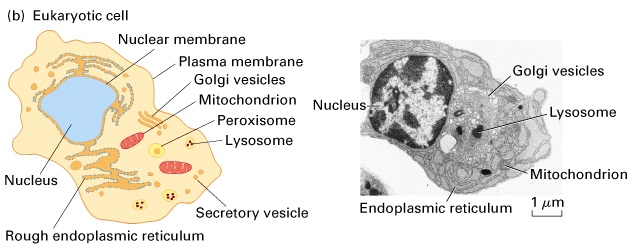 (b) Eukaryotic cell
Nuclear membrane
Plasma membrane
Golgi vesicles
Mitochondrion
Peroxisome
Lysosome
Nucleus
Secretory vesicle
Rough endoplasmic reticulum
Golgi vesicles
Nucleus
Lysosome
Mitochondrion
Endoplasmic reticulum
1 μm